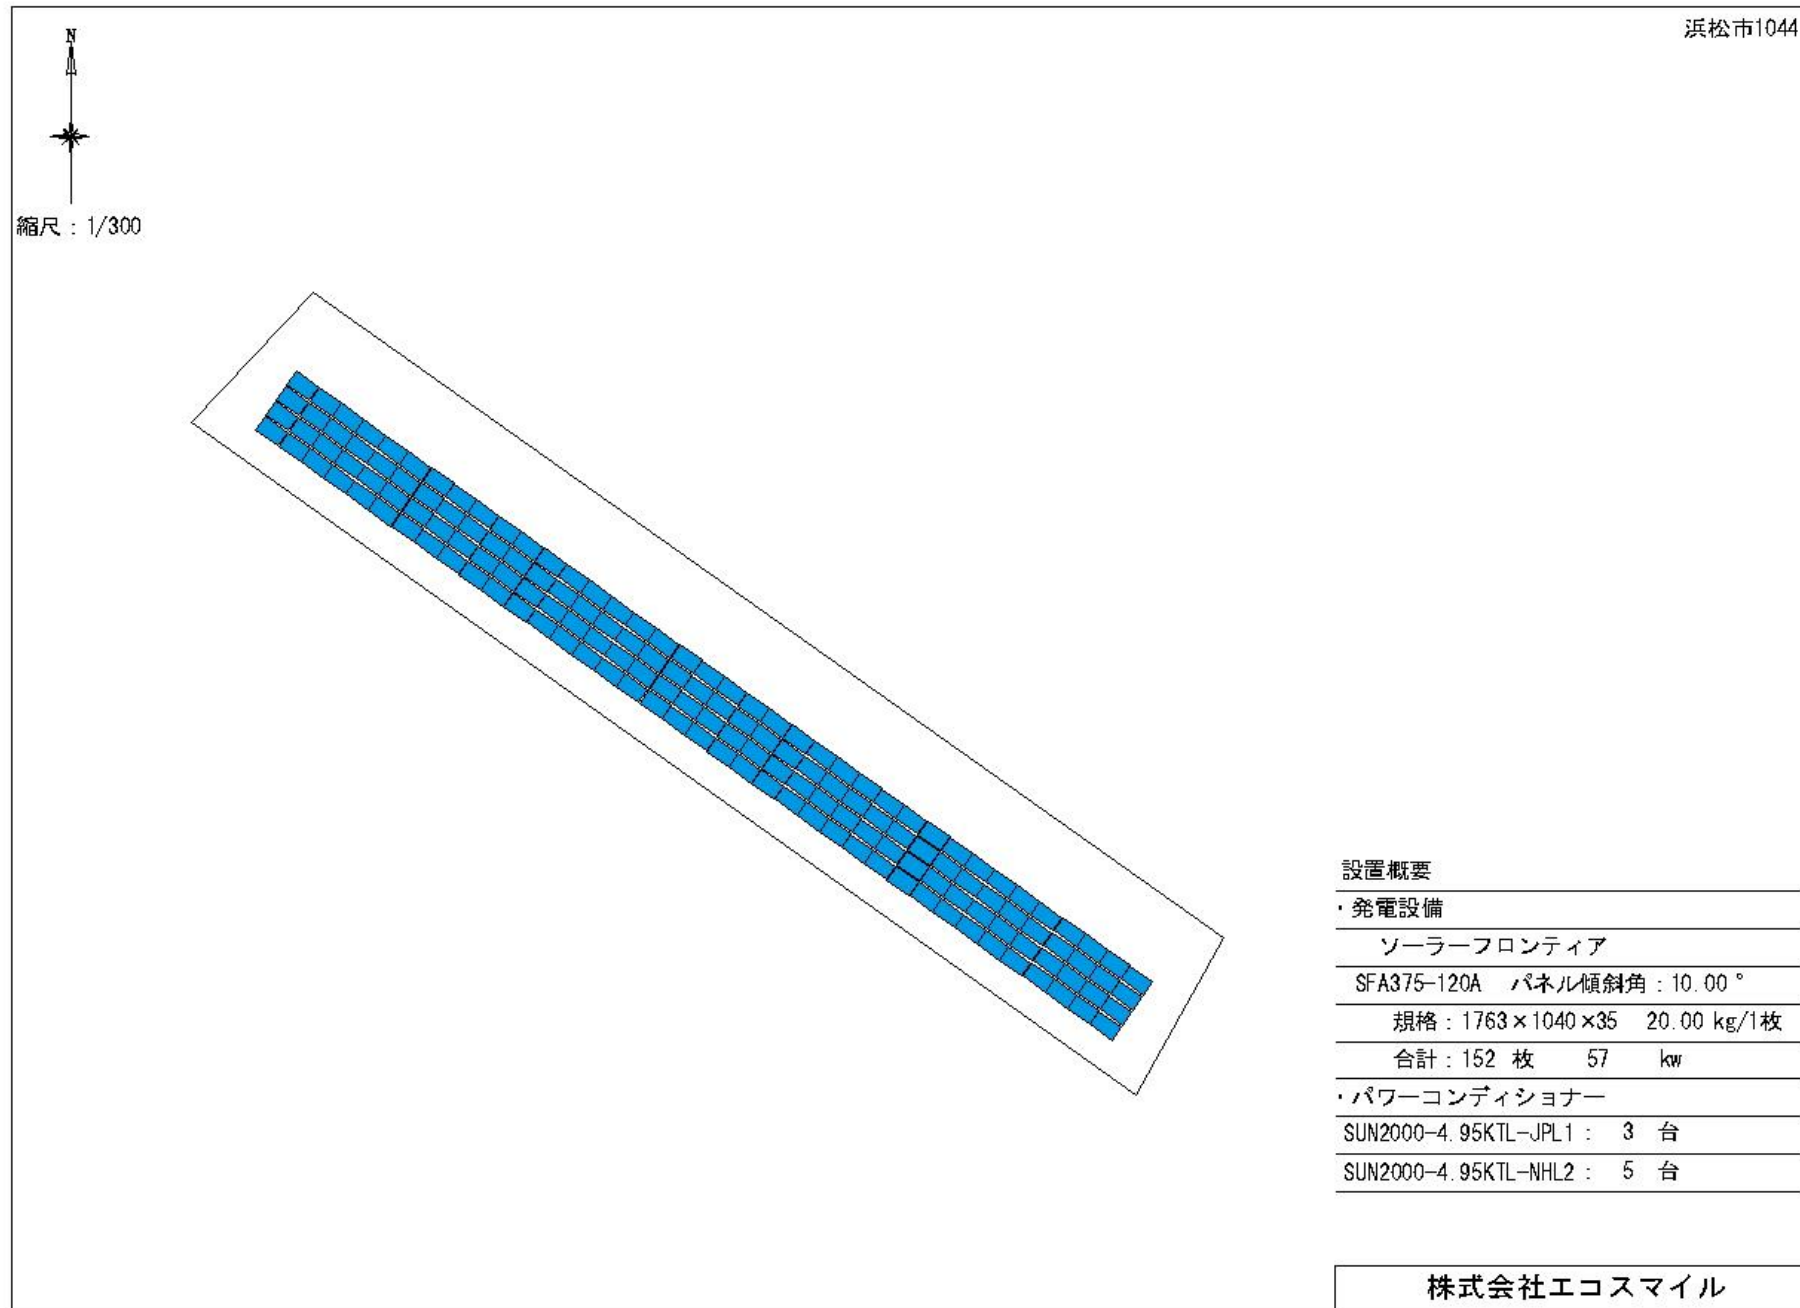 浜松市1044
N
縮尺：1/300
設置概要
・発電設備
ソーラーフロンティア
SFA375-120A パネル傾斜角：10.00°
規格：1763×1040×35 20.00 kg/1枚
合計：152 枚 57 kw
・パワーコンディショナー
SUN2000-4.95KTL-JPL1： 3 台
SUN2000-4.95KTL-NHL2： 5 台
株式会社エコスマイル